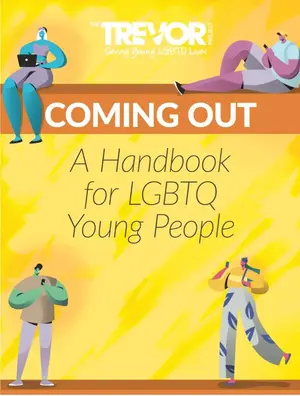 THE TREVOR PROJECT
Saving Young LGBTQ Lives
COMING OUT
A Handbook
for LGBTQ
Young People